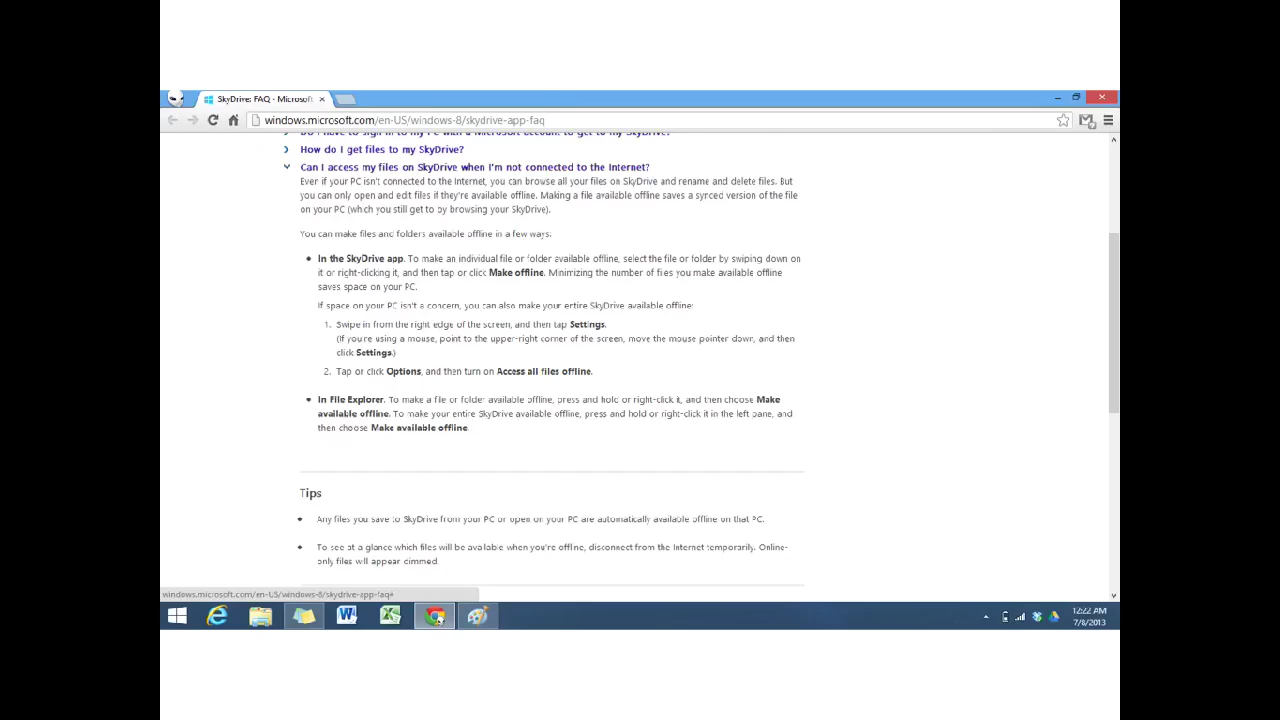 SkyDrive: FAQ - Microsoft
windows.microsoft.com/en-US/windows-8/skydrive-app-faq
Do I have to sign in to my PC with a Microsoft account to get to my SkyDrive?
How do I get files to my SkyDrive?
Can I access my files on SkyDrive when I'm not connected to the Internet?
Even if your PC isn't connected to the Internet, you can browse all your files on SkyDrive and rename and delete files. But
you can only open and edit files if they're available offline. Making a file available offline saves a synced version of the file
on your PC (which you still get to by browsing your SkyDrive).
You can make files and folders available offline in a few ways:
• In the SkyDrive app. To make an individual file or folder available offline, select the file or folder by swiping down on
it or right-clicking it, and then tap or click Make offline. Minimizing the number of files you make available offline
saves space on your PC.
If space on your PC isn't a concern, you can also make your entire SkyDrive available offline:
1. Swipe in from the right edge of the screen, and then tap Settings.
(If you're using a mouse, point to the upper-right corner of the screen, move the mouse pointer down, and then
click Settings.)
2. Tap or click Options, and then turn on Access all files offline.
• In File Explorer. To make a file or folder available offline, press and hold or right-click it, and then choose Make
available offline. To make your entire SkyDrive available offline, press and hold or right-click it in the left pane, and
then choose Make available offline.
Tips
• Any files you save to SkyDrive from your PC or open on your PC are automatically available offline on that PC.
• To see at a glance which files will be available when you're offline, disconnect from the Internet temporarily. Online-
only files will appear dimmed.
windows.microsoft.com/en-US/windows-8/skydrive-app-faq#
12:22 AM
7/8/2013